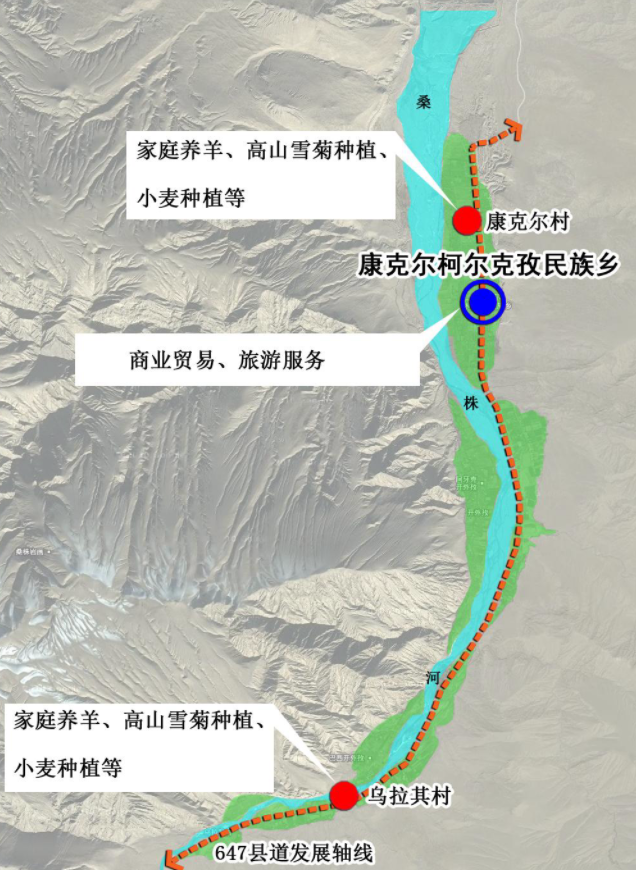 桑
家庭养羊、高山雪菊种植、
小麦种植等
康克尔村
康克尔柯尔克孜民族乡
商业贸易、旅游服务
株
河
家庭养羊、高山雪菊种植、
小麦种植等
乌拉其村
647县道发展轴线